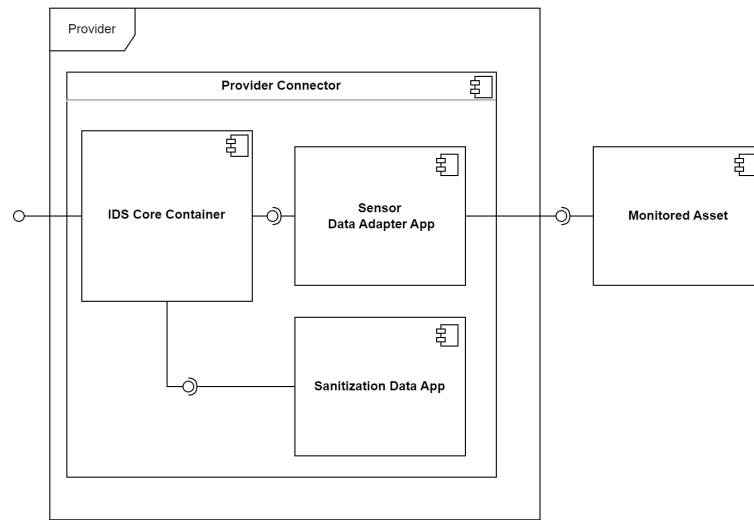 Provider
Provider Connector
IDS Core Container
Sensor
Data Adapter App
Monitored Asset
Sanitization Data App